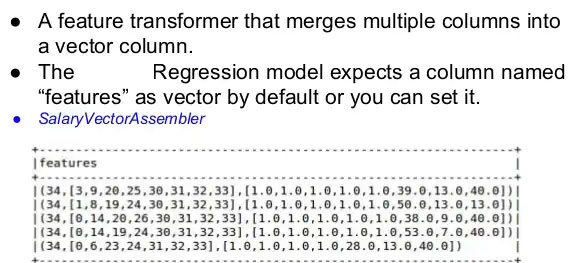 ● A feature transformer that merges multiple columns into
a vector column.
● The Regression model expects a column named
“features” as vector by default or you can set it.
● SalaryVectorAssembler
+--------------------------------------------------------------+
|features |
+--------------------------------------------------------------+
|(34,[3,9,20,25,30,31,32,33],[1.0,1.0,1.0,1.0,1.0,39.0,13.0,40.0])|
|(34,[1,8,19,24,30,31,32,33],[1.0,1.0,1.0,1.0,1.0,50.0,13.0,13.0])|
|(34,[0,14,20,26,30,31,32,33],[1.0,1.0,1.0,1.0,1.0,38.0,9.0,40.0])|
|(34,[0,14,19,24,30,31,32,33],[1.0,1.0,1.0,1.0,1.0,53.0,7.0,40.0])|
|(34,[0,6,23,24,31,32,33],[1.0,1.0,1.0,1.0,28.0,13.0,40.0]) |
+--------------------------------------------------------------+